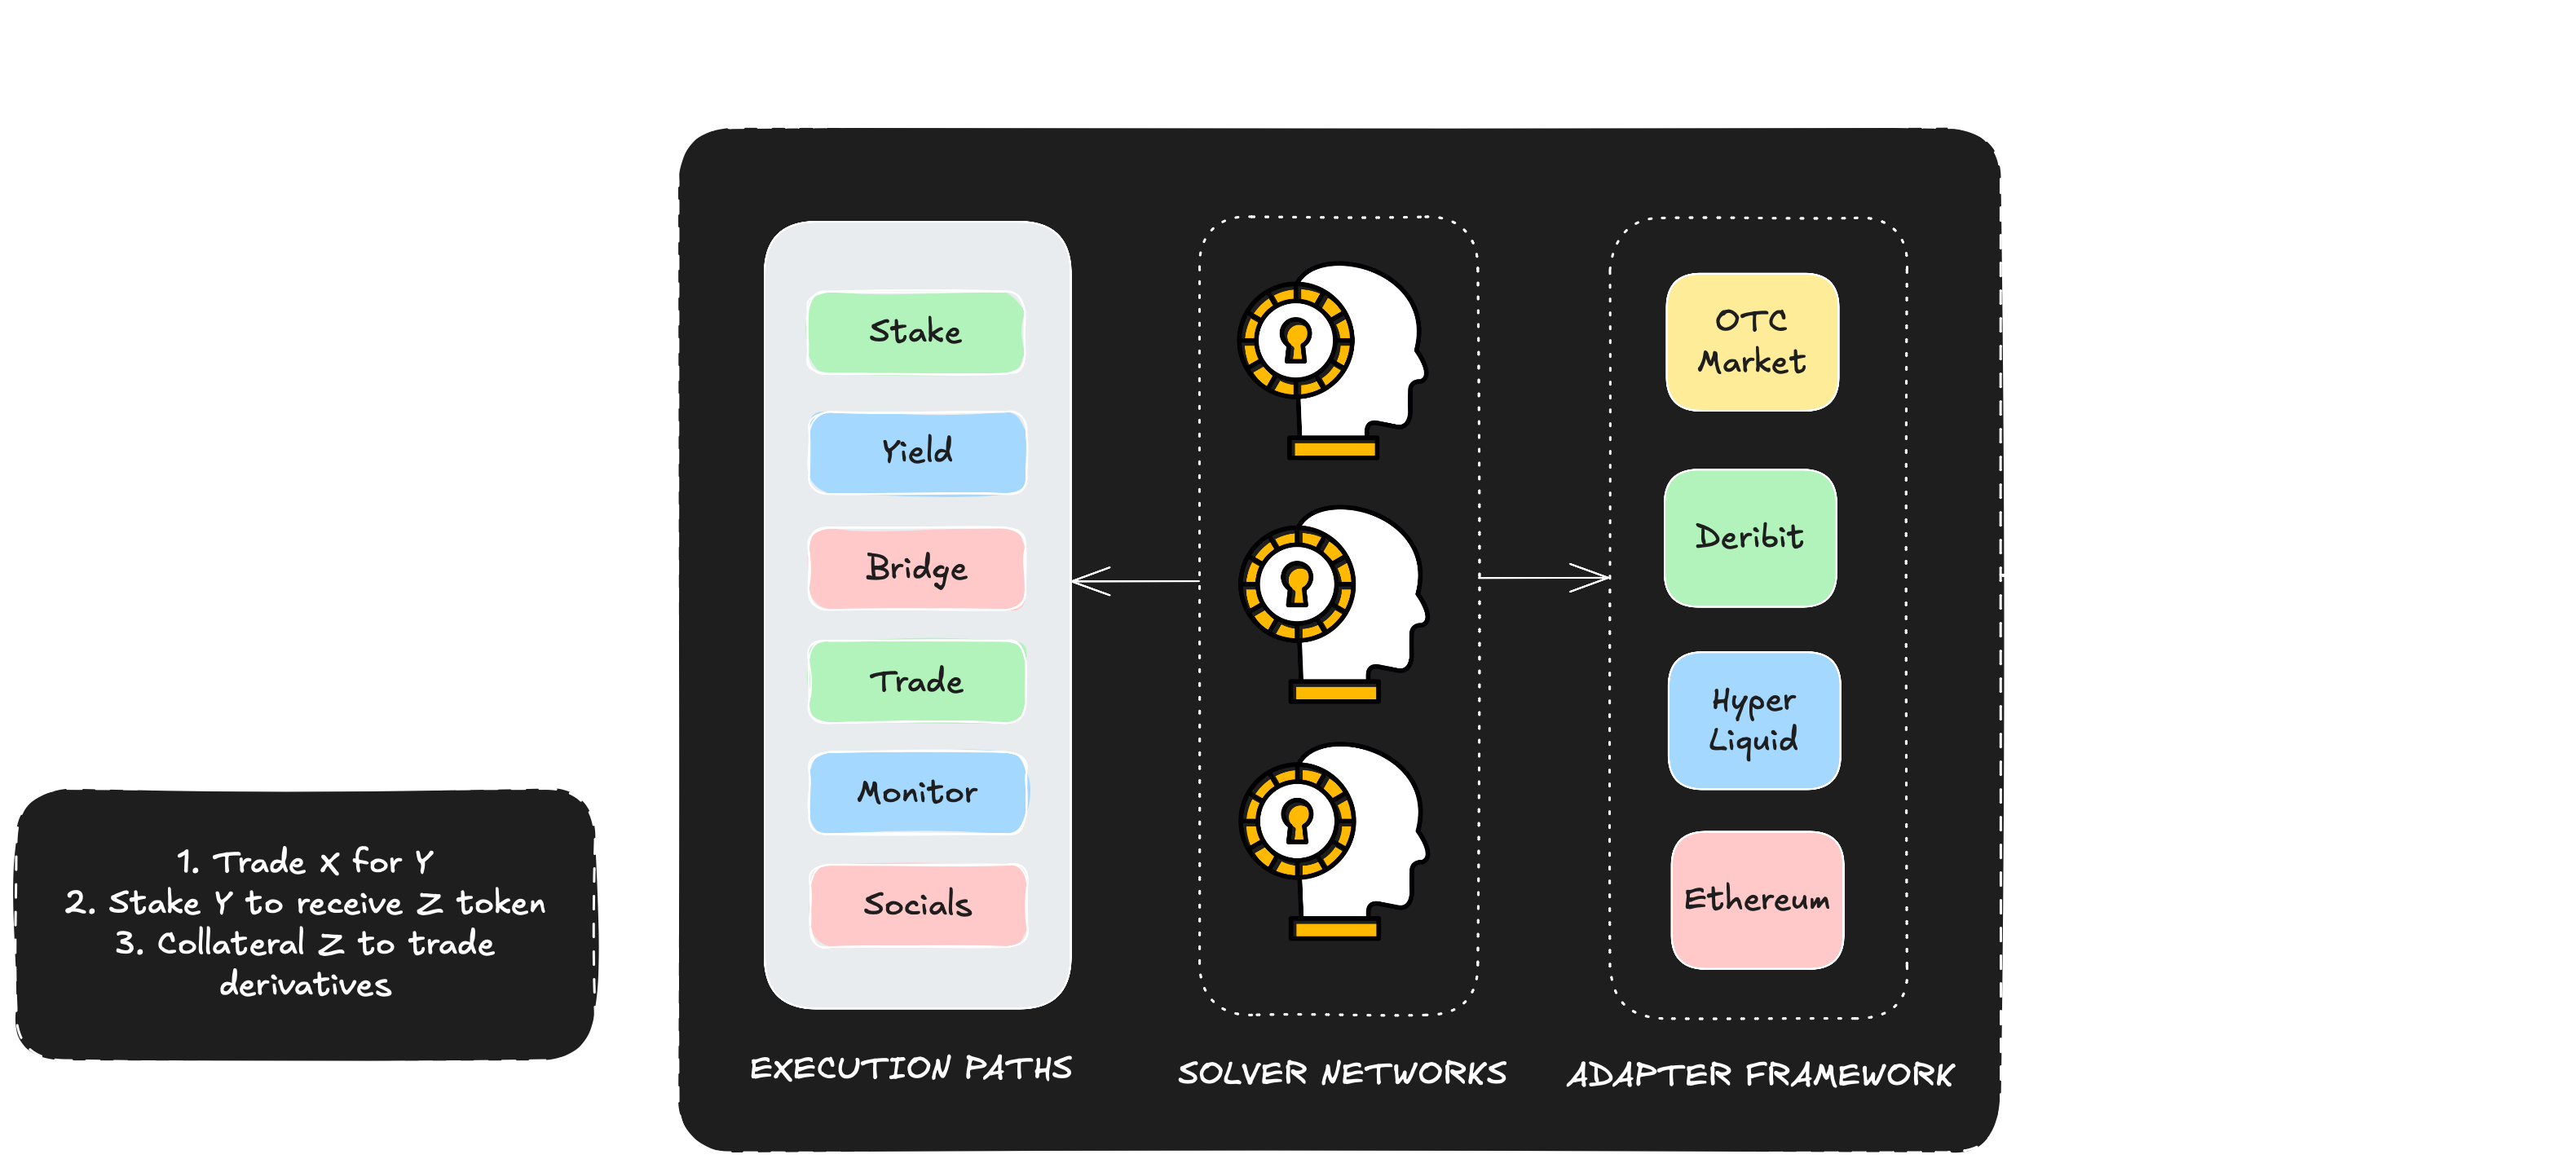 Stake
Yield
Bridge
Trade
Monitor
Socials
OTC
Market
Deribit
Hyper
Liquid
Ethereum
1. Trade X for Y
2. Stake Y to receive Z token
3. Collateral Z to trade
derivatives
EXECUTION PATHS
SOLVER NETWORKS
ADAPTER FRAMEWORK